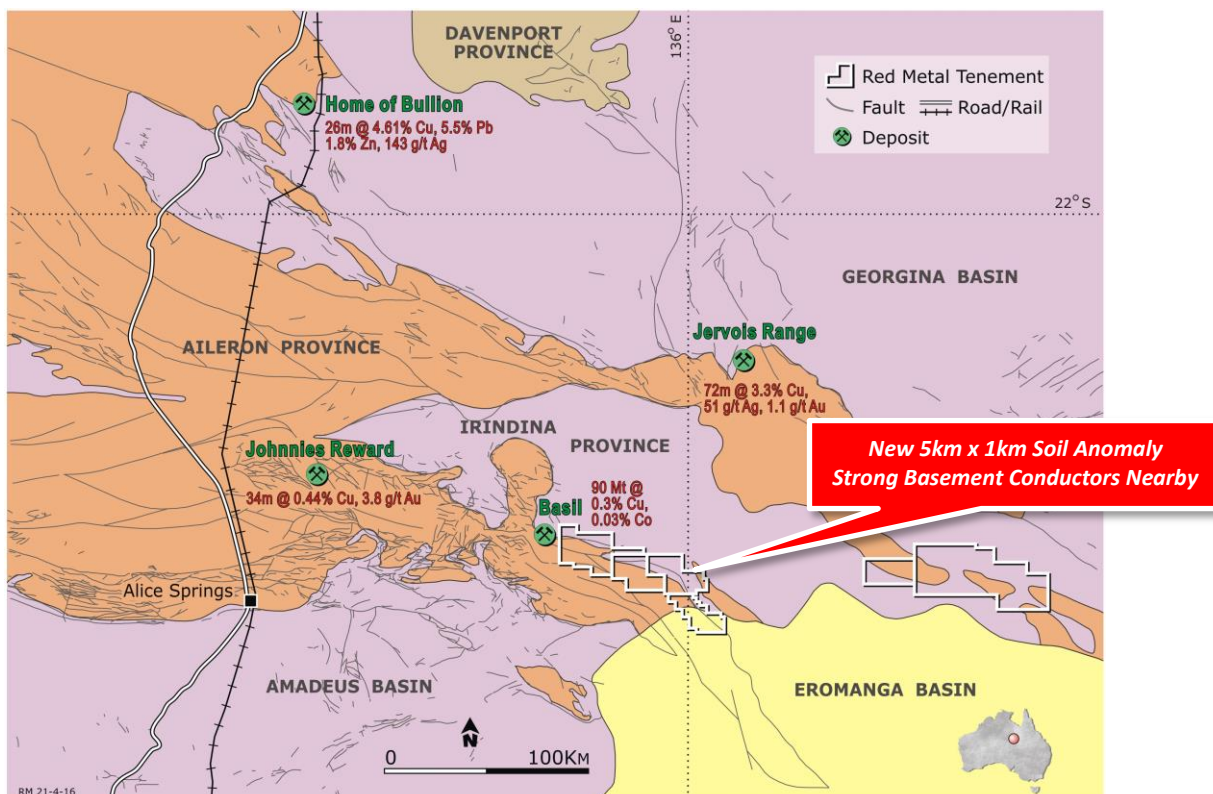 DAVENPORT
PROVINCE
136° E
Red Metal Tenement
Fault
Road/Rail
Deposit
Home of Bullion
26m @ 4.61% Cu, 5.5% Pb
1.8% Zn, 143 g/t Ag
22° S
GEORGINA BASIN
Jervois Range
AILERON PROVINCE
72m @ 3.3% Cu,
51 g/t Ag, 1.1 g/t Au
IRINDINA
PROVINCE
New 5km x 1km Soil Anomaly
Strong Basement Conductors Nearby
Johnnies Reward
34m @ 0.44% Cu, 3.8 g/t Au
90 Mt @
0.3% Cu,
0.03% Co
Basil
Alice Springs
AMADEUS BASIN
EROMANGA BASIN
N
0 100KM
RM 21-4-16